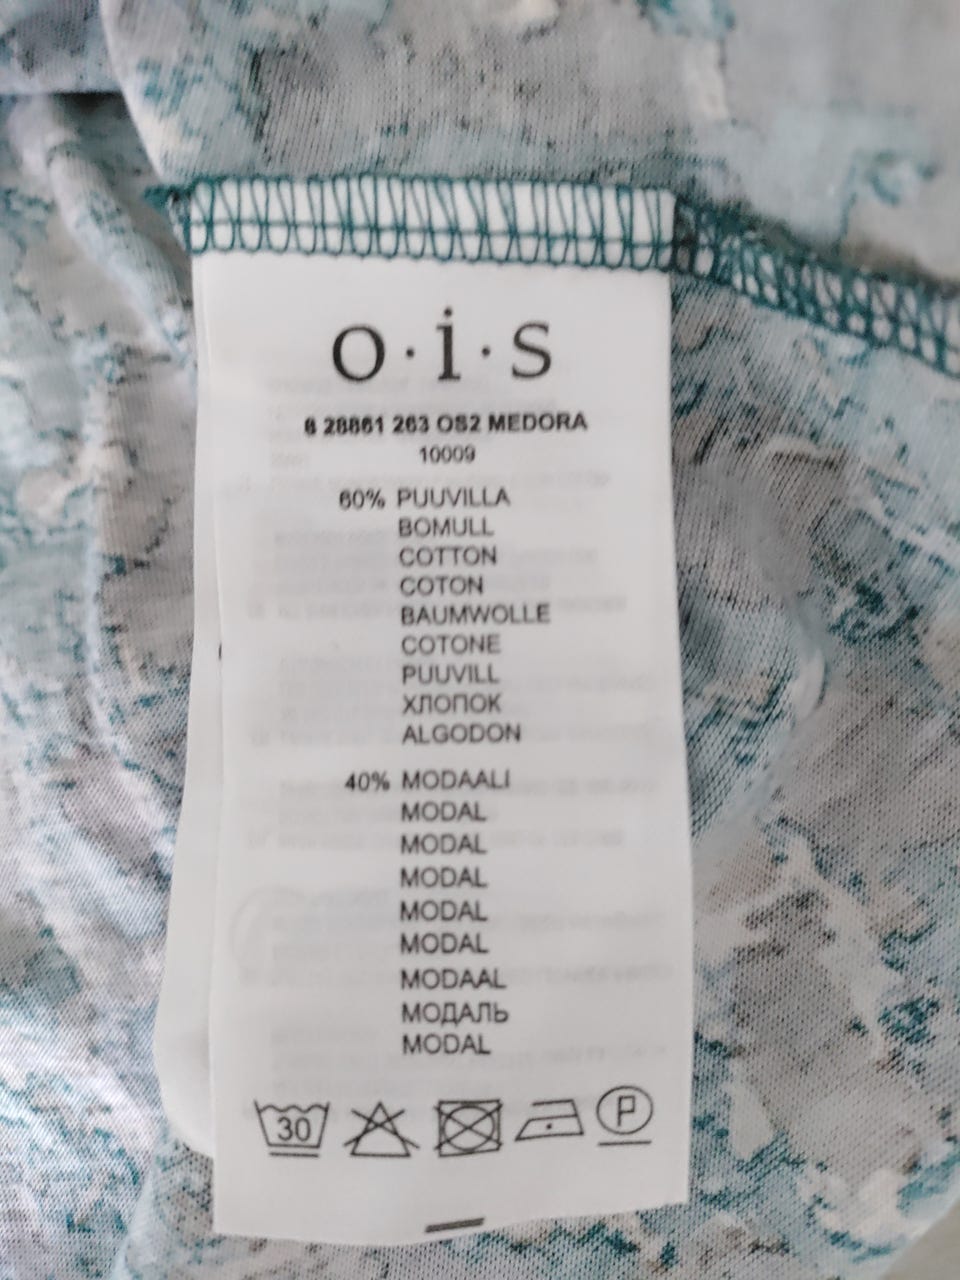 o·i·s
6 28861 263 OS2 MEDORA
10009
60% PUUVILLA
BOMULL
COTTON
COTON
BAUMWOLLE
COTONE
PUUVILL
ХЛОПОК
ALGODON
40% MODAALI
MODAL
MODAL
MODAL
MODAL
MODAL
MODAAL
МОДАЛЬ
MODAL
30 P